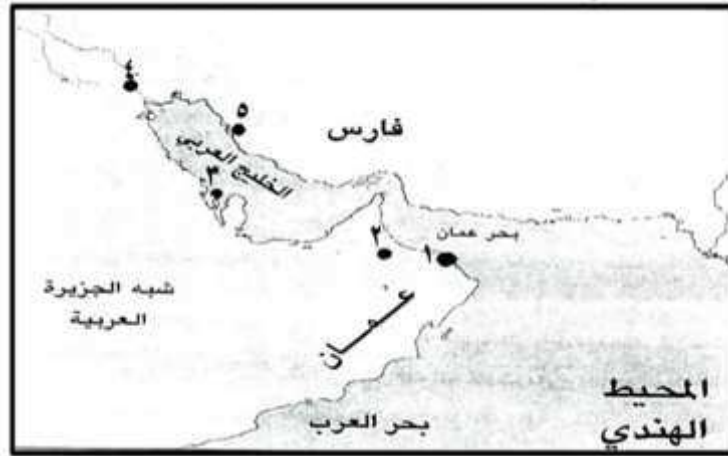 ٤
٥
فارس
الخليج العربي
٣
بحر عمان
٢
١
شبه الجزيرة
العربية
عمان
المحيط
الهندي
بحر العرب